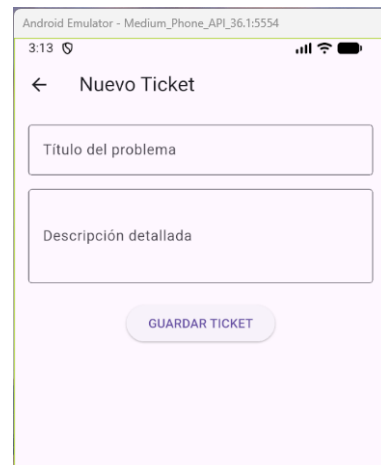 Android Emulator - Medium_Phone_API_36.1:5554
3:13
Nuevo Ticket
Título del problema
Descripción detallada
GUARDAR TICKET